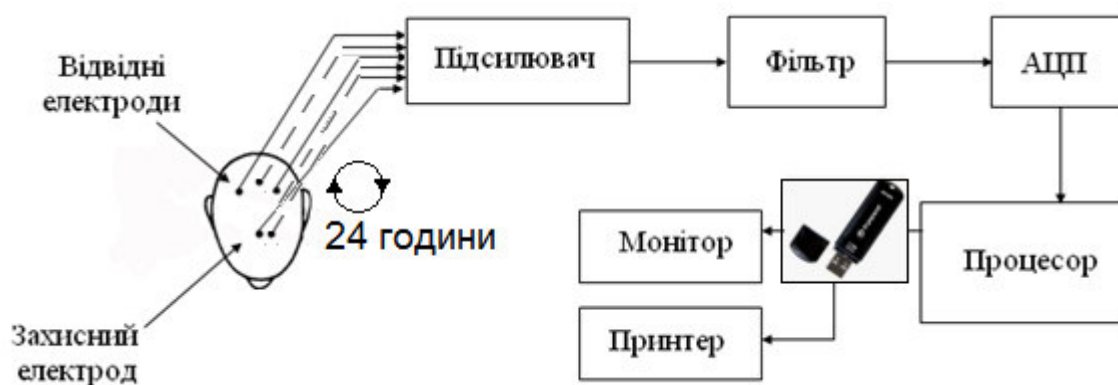 Відвідні
електроди
Підсилювач
Фільтр
АЦП
24 години
Монітор
Процесор
Захисний
електрод
Принтер